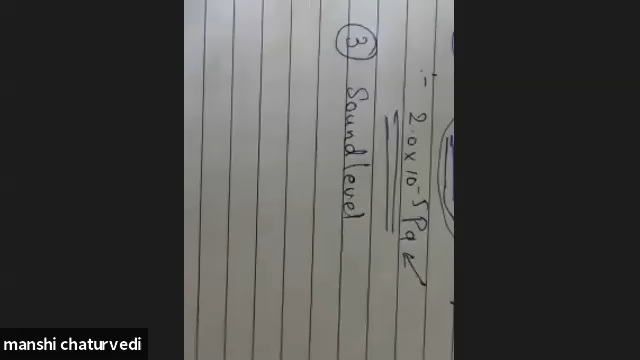 :- 2.0 x 10⁻⁵ Pa
③ Sound level
manshi chaturvedi